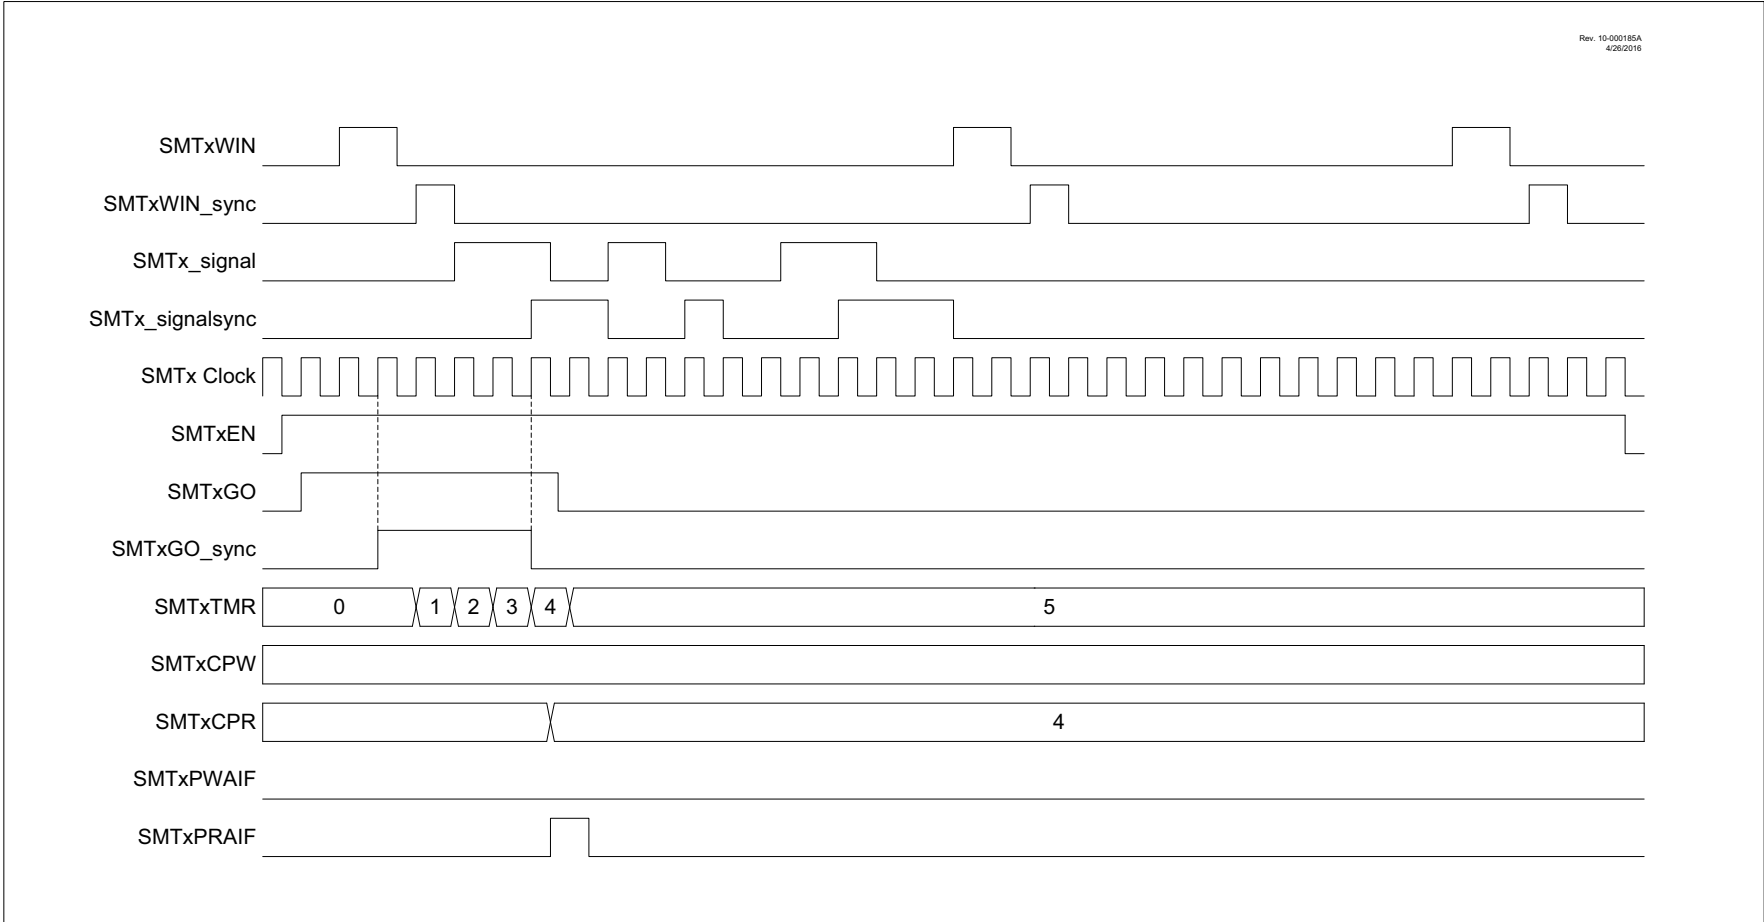 Rev. 10-000185A
4/26/2016
SMTxWIN
SMTxWIN_sync
SMTx_signal
SMTx_signalsync
SMTx Clock
SMTxEN
SMTxGO
SMTxGO_sync
SMTxTMR 0 1 2 3 4 5
SMTxCPW
SMTxCPR 4
SMTxPWAIF
SMTxPRAIF